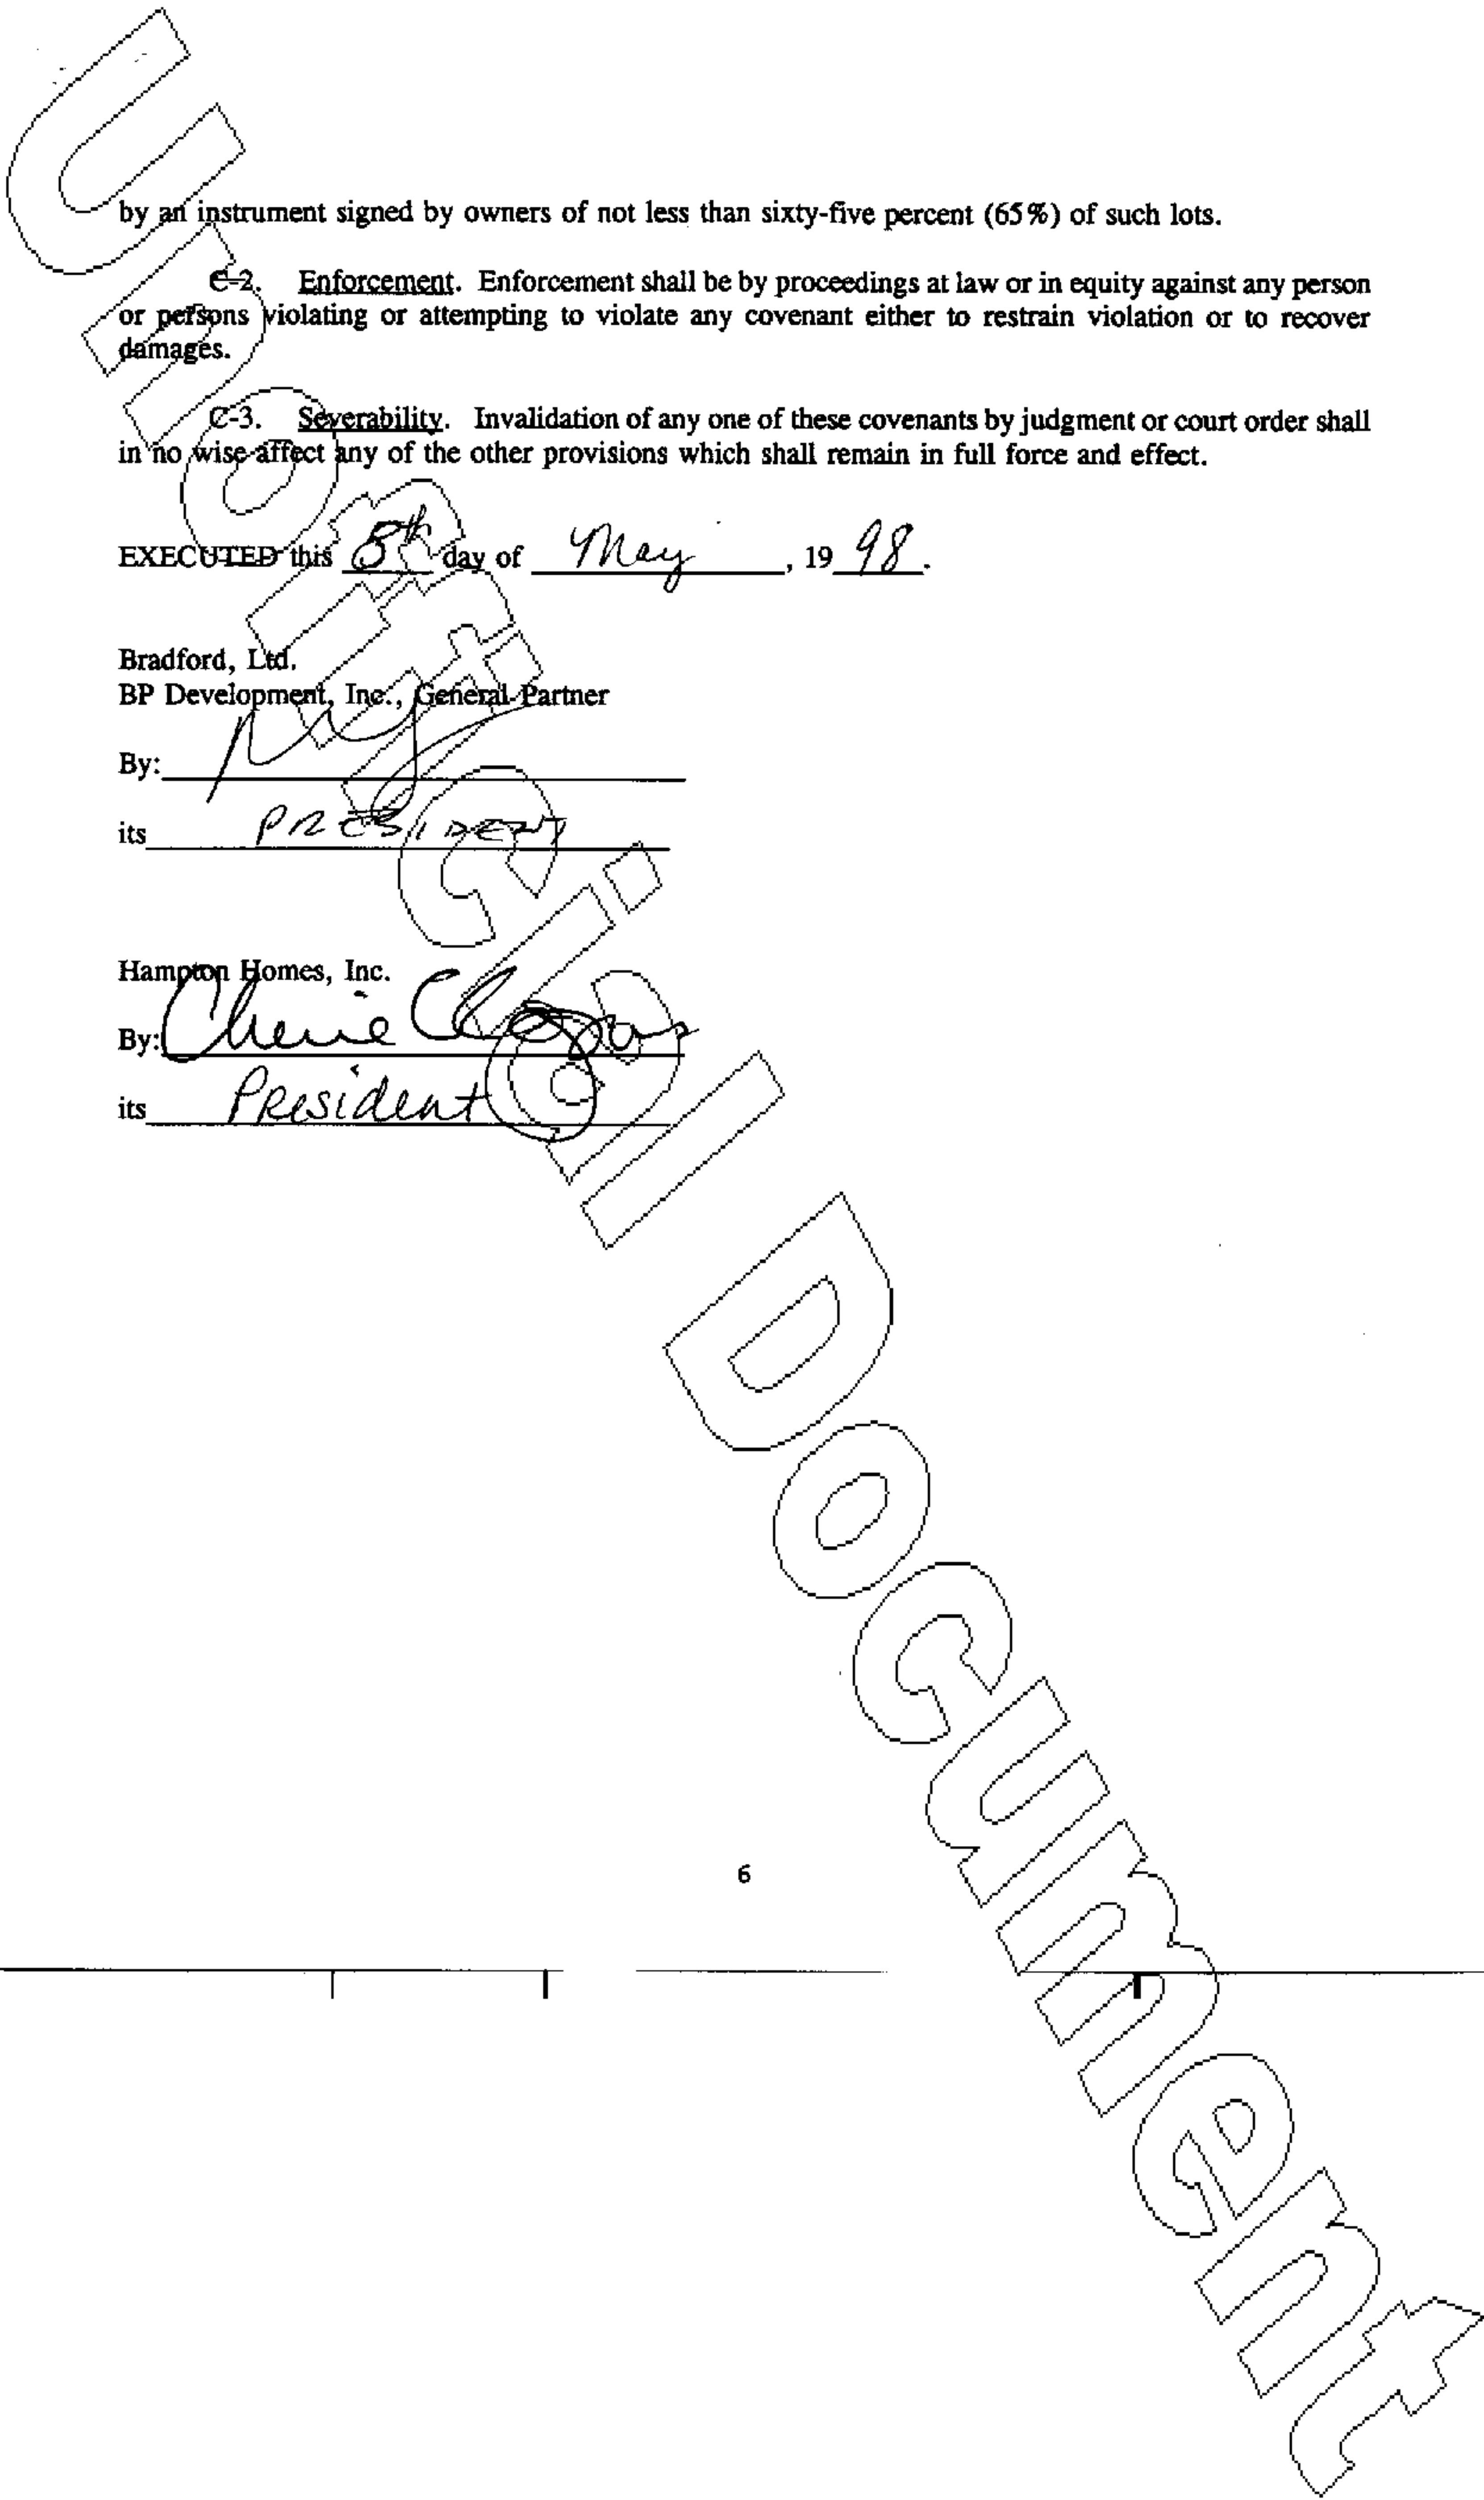 by an instrument signed by owners of not less than sixty-five percent (65%) of such lots.
C-2. Enforcement. Enforcement shall be by proceedings at law or in equity against any person
or persons violating or attempting to violate any covenant either to restrain violation or to recover
damages.
C-3. Severability. Invalidation of any one of these covenants by judgment or court order shall
in no wise affect any of the other provisions which shall remain in full force and effect.
EXECUTED this 8th day of May, 19 98.
Bradford, Ltd.
BP Development, Inc., General Partner
By:
its PRESIDENT
Hampton Homes, Inc.
By: Cherie
its President
6
Unofficial Document